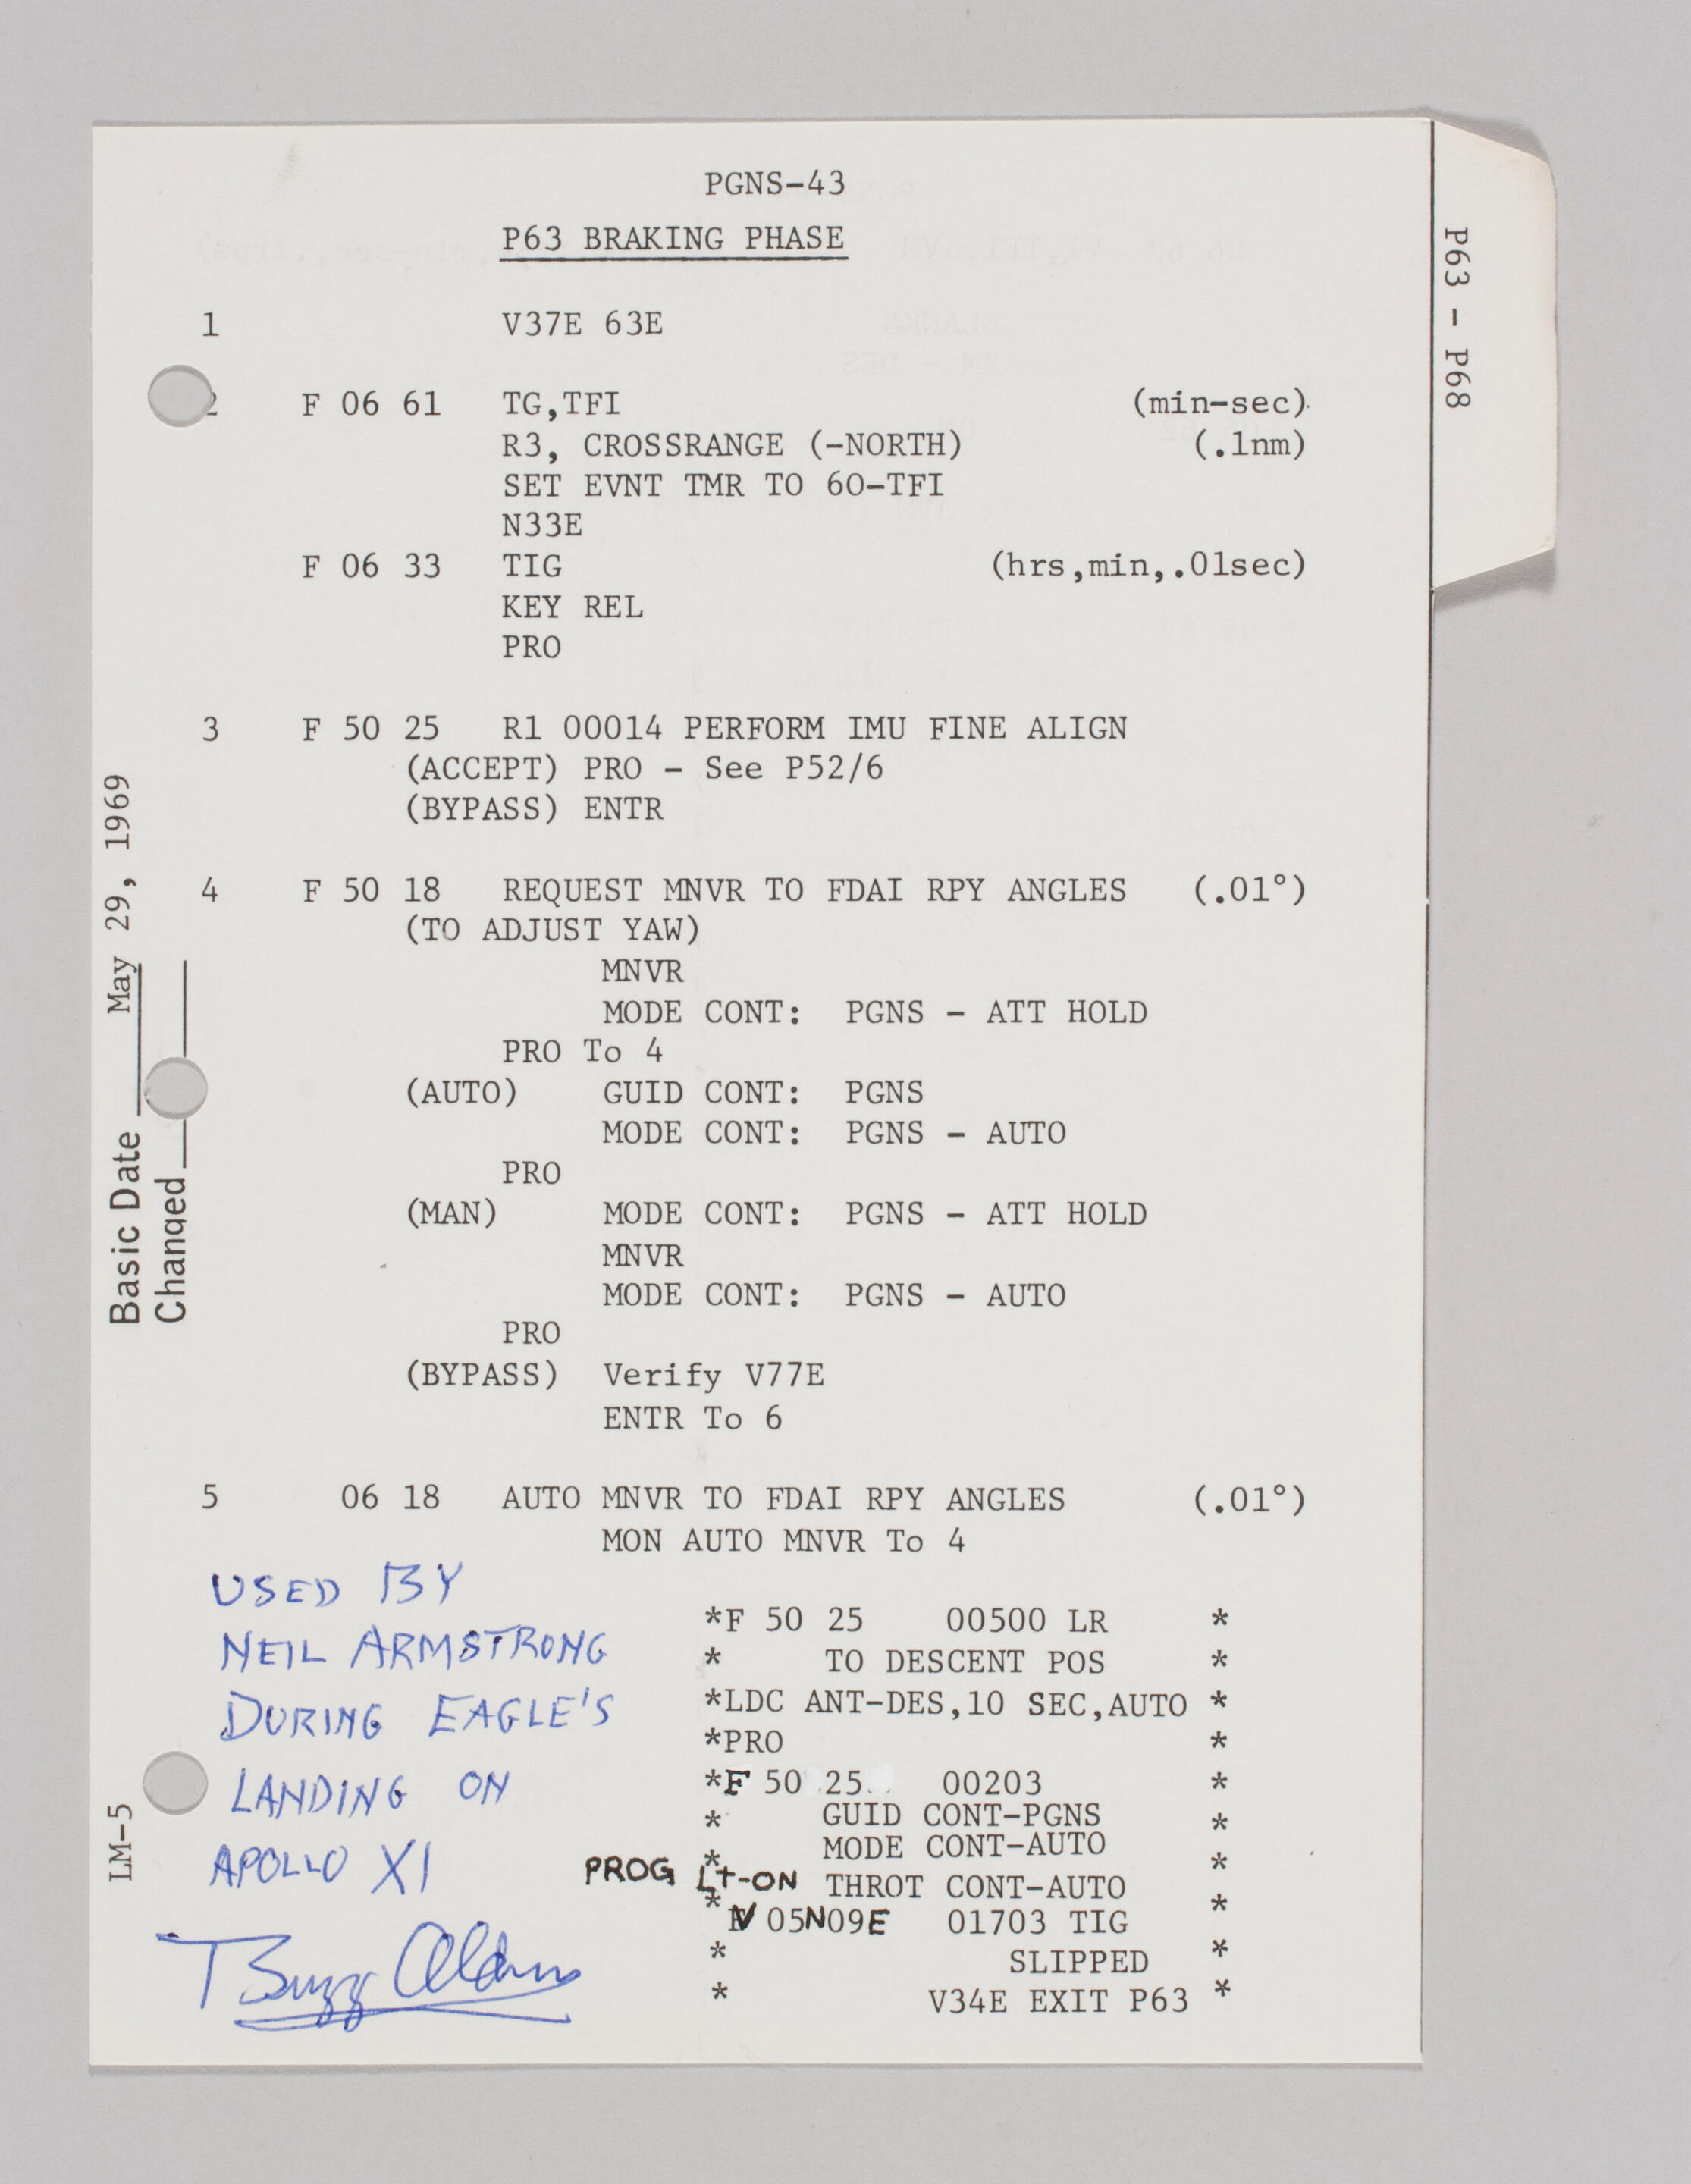 PGNS-43
P63 BRAKING PHASE
P63 - P68
1 V37E 63E
2 F 06 61 TG,TFI (min-sec)
R3, CROSSRANGE (-NORTH) (.1nm)
SET EVNT TMR TO 60-TFI
N33E
F 06 33 TIG (hrs,min,.01sec)
KEY REL
PRO
3 F 50 25 R1 00014 PERFORM IMU FINE ALIGN
(ACCEPT) PRO - See P52/6
(BYPASS) ENTR
4 F 50 18 REQUEST MNVR TO FDAI RPY ANGLES (.01°)
(TO ADJUST YAW)
MNVR
MODE CONT: PGNS - ATT HOLD
PRO To 4
(AUTO) GUID CONT: PGNS
MODE CONT: PGNS - AUTO
PRO
(MAN) MODE CONT: PGNS - ATT HOLD
MNVR
MODE CONT: PGNS - AUTO
PRO
(BYPASS) Verify V77E
ENTR To 6
5 06 18 AUTO MNVR TO FDAI RPY ANGLES (.01°)
MON AUTO MNVR To 4
*F 50 25 00500 LR *
* TO DESCENT POS *
*LDC ANT-DES,10 SEC,AUTO *
*PRO *
*F 50 25 00203 *
* GUID CONT-PGNS *
MODE CONT-AUTO
* PROG LT-ON THROT CONT-AUTO *
* V 05N09E 01703 TIG *
* SLIPPED *
* V34E EXIT P63 *
USED BY
NEIL ARMSTRONG
DURING EAGLE'S
LANDING ON
APOLLO XI
Buzz Aldrin
Basic Date May 29, 1969
Changed
LM-5